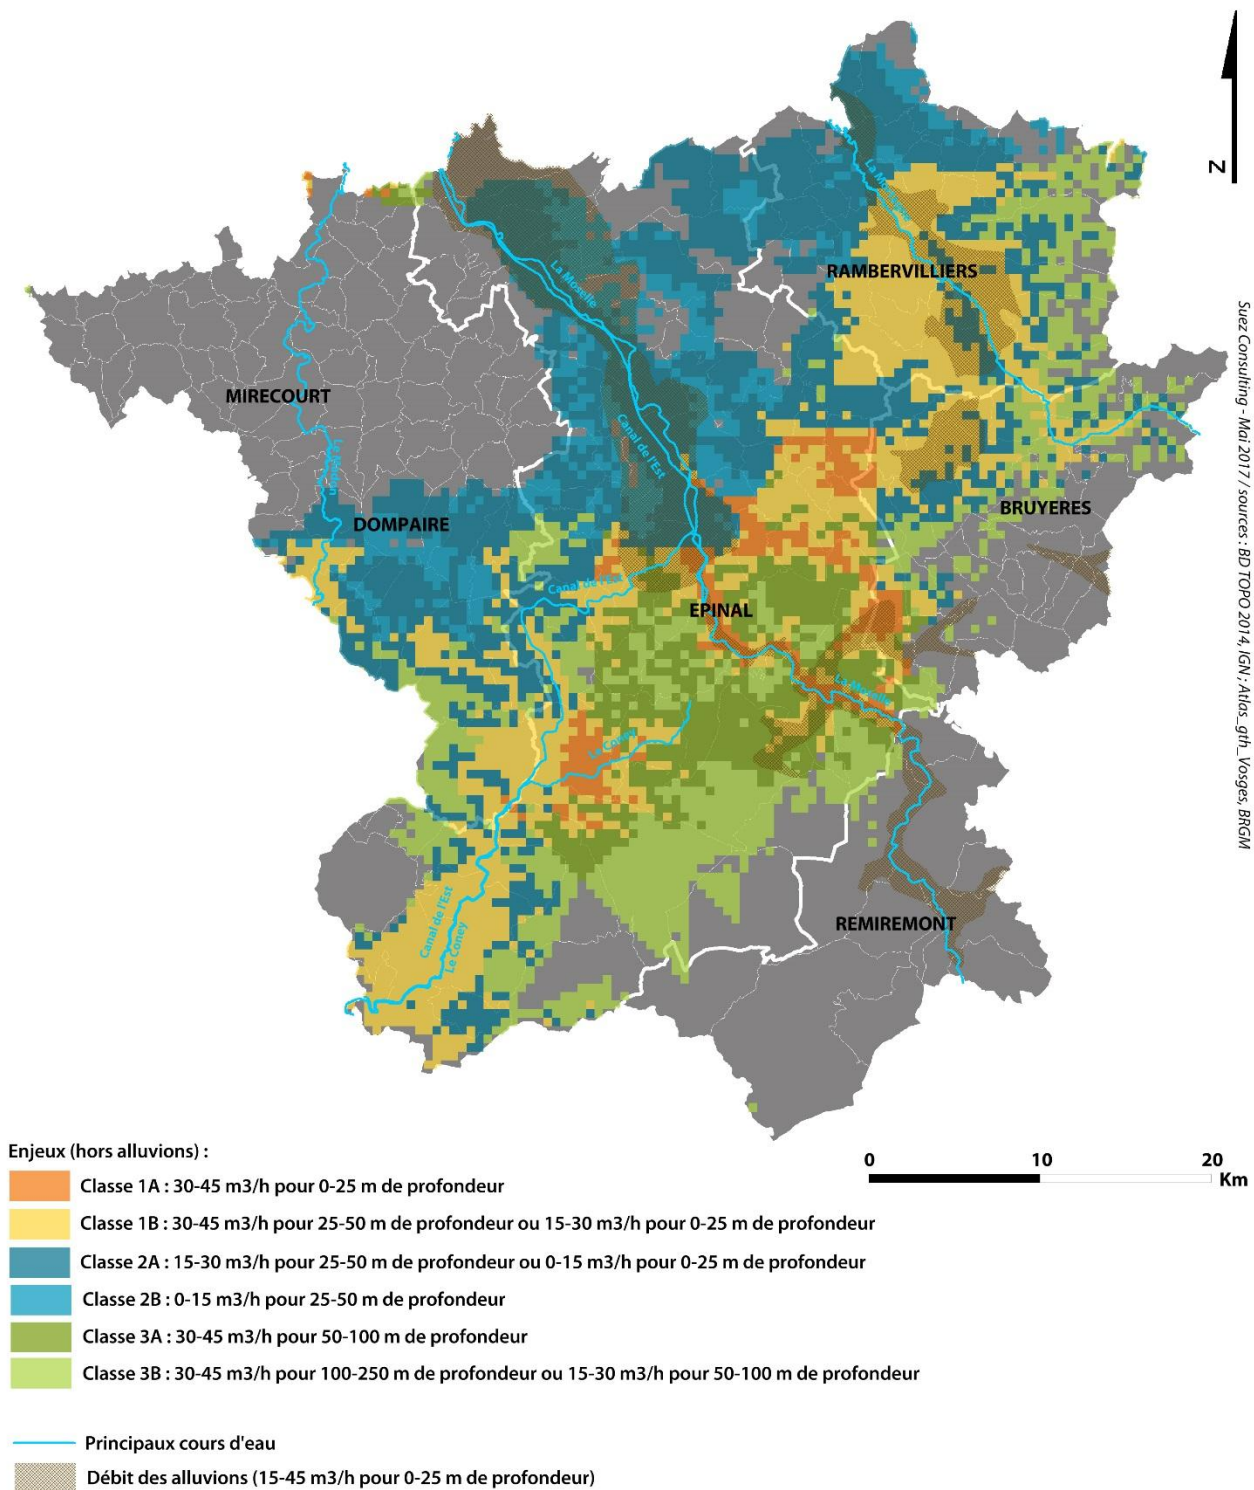 N
La Mortagne
RAMBERVILLIERS
La Moselle
MIRECOURT
Canal de l'Est
Le Madon
BRUYERES
DOMPAIRE
Canal de l'Est
EPINAL
La Moselle
Le Coney
Canal de l'Est
Le Coney
REMIREMONT
Suez Consulting - Mai 2017 / sources : BD TOPO 2014, IGN ; Atlas_gth_Vosges, BRGM
Enjeux (hors alluvions) :
0 10 20
Km
Classe 1A : 30-45 m3/h pour 0-25 m de profondeur
Classe 1B : 30-45 m3/h pour 25-50 m de profondeur ou 15-30 m3/h pour 0-25 m de profondeur
Classe 2A : 15-30 m3/h pour 25-50 m de profondeur ou 0-15 m3/h pour 0-25 m de profondeur
Classe 2B : 0-15 m3/h pour 25-50 m de profondeur
Classe 3A : 30-45 m3/h pour 50-100 m de profondeur
Classe 3B : 30-45 m3/h pour 100-250 m de profondeur ou 15-30 m3/h pour 50-100 m de profondeur
Principaux cours d'eau
Débit des alluvions (15-45 m3/h pour 0-25 m de profondeur)